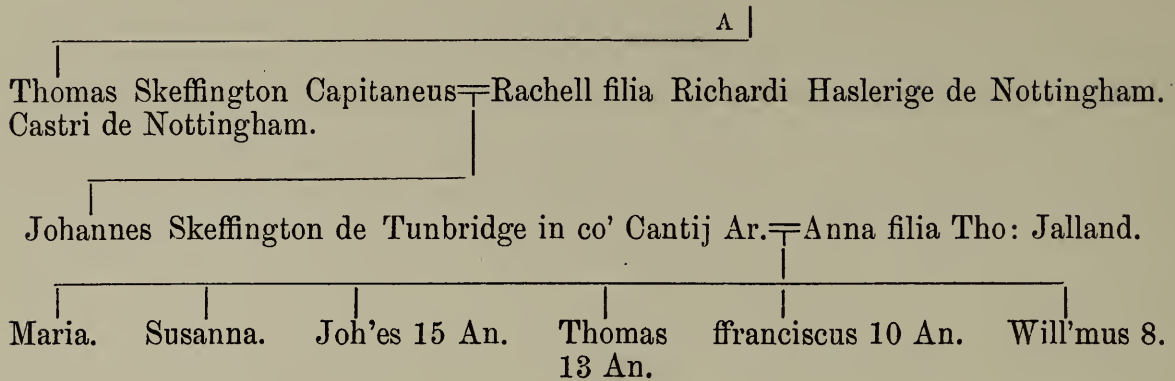 A
Thomas Skeffington Capitaneus=Rachell filia Richardi Haslerige de Nottingham.
Castri de Nottingham.
Johannes Skeffington de Tunbridge in co' Cantij Ar.=Anna filia Tho: Jalland.
Maria. Susanna. Joh'es 15 An. Thomas ffranciscus 10 An. Will'mus 8.
13 An.